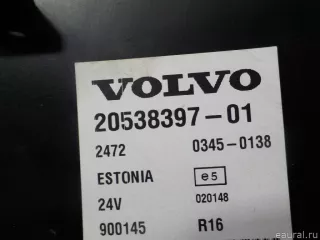 VOLVO
20538397-01
2472 0345-0138
ESTONIA e5
24V 020148
900145 R16
eaural.ru